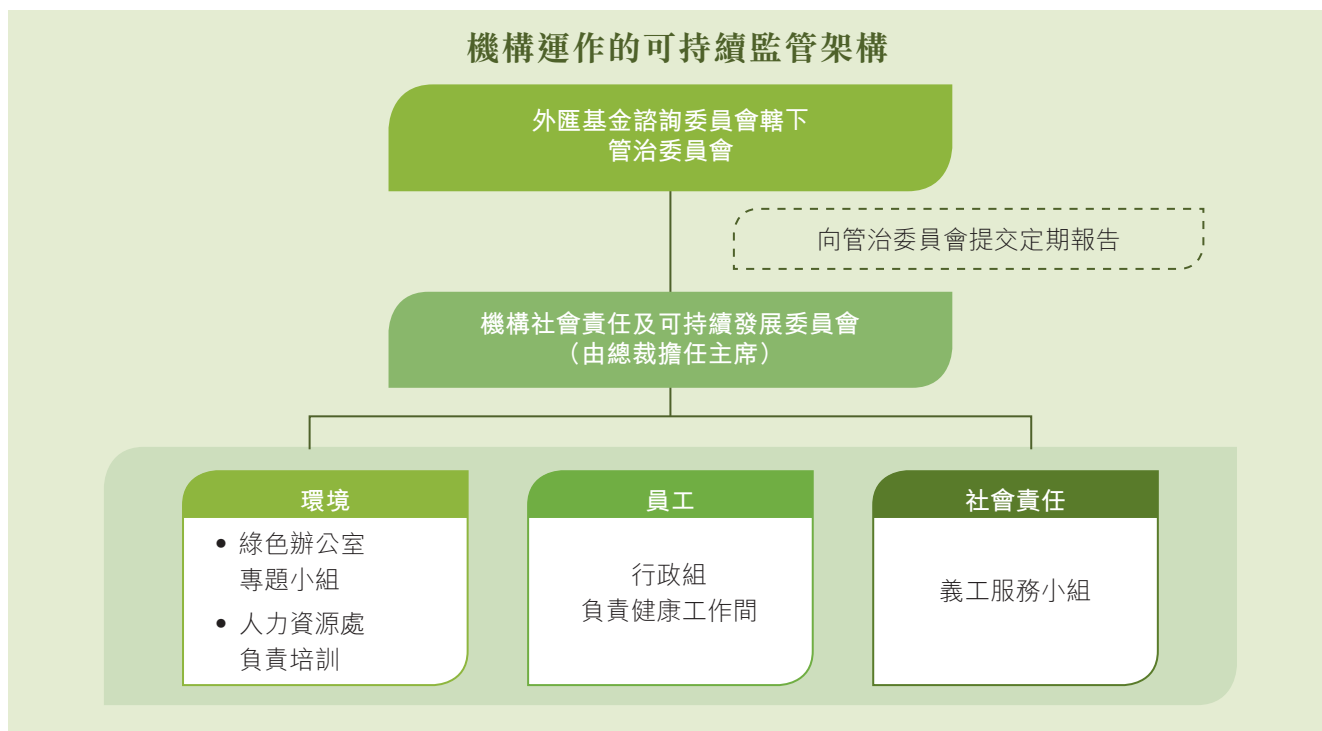 機構運作的可持續監管架構
外匯基金諮詢委員會轄下
管治委員會
向管治委員會提交定期報告
機構社會責任及可持續發展委員會
（由總裁擔任主席）
環境
• 綠色辦公室
專題小組
• 人力資源處
負責培訓
員工
行政組
負責健康工作間
社會責任
義工服務小組